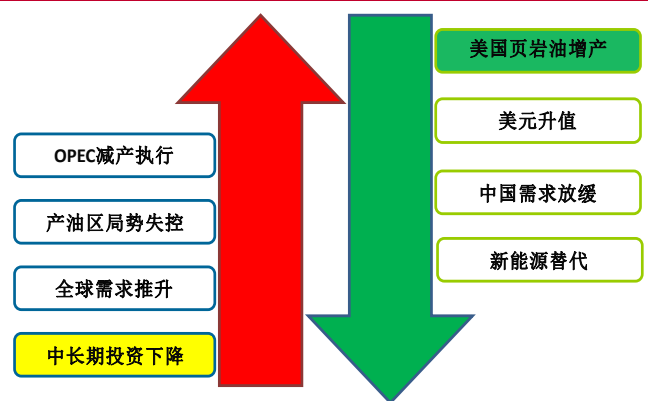 OPEC减产执行
产油区局势失控
全球需求推升
中长期投资下降
美国页岩油增产
美元升值
中国需求放缓
新能源替代